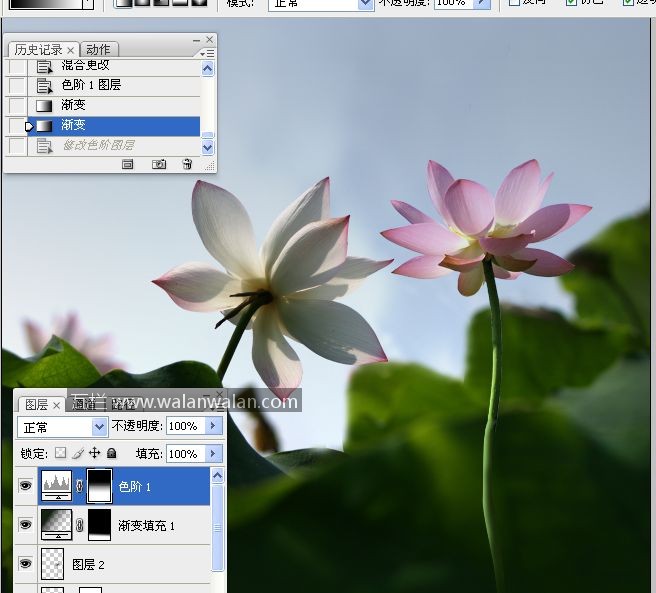 模式: 正常 不透明度: 100% 反向 仿色 透明
历史记录 × 动作
混合更改
色阶 1 图层
渐变
渐变
修改色阶图层
图层 × 通道 路径
www.walanwalan.com
正常 不透明度: 100%
锁定: 填充: 100%
色阶 1
渐变填充 1
图层 2